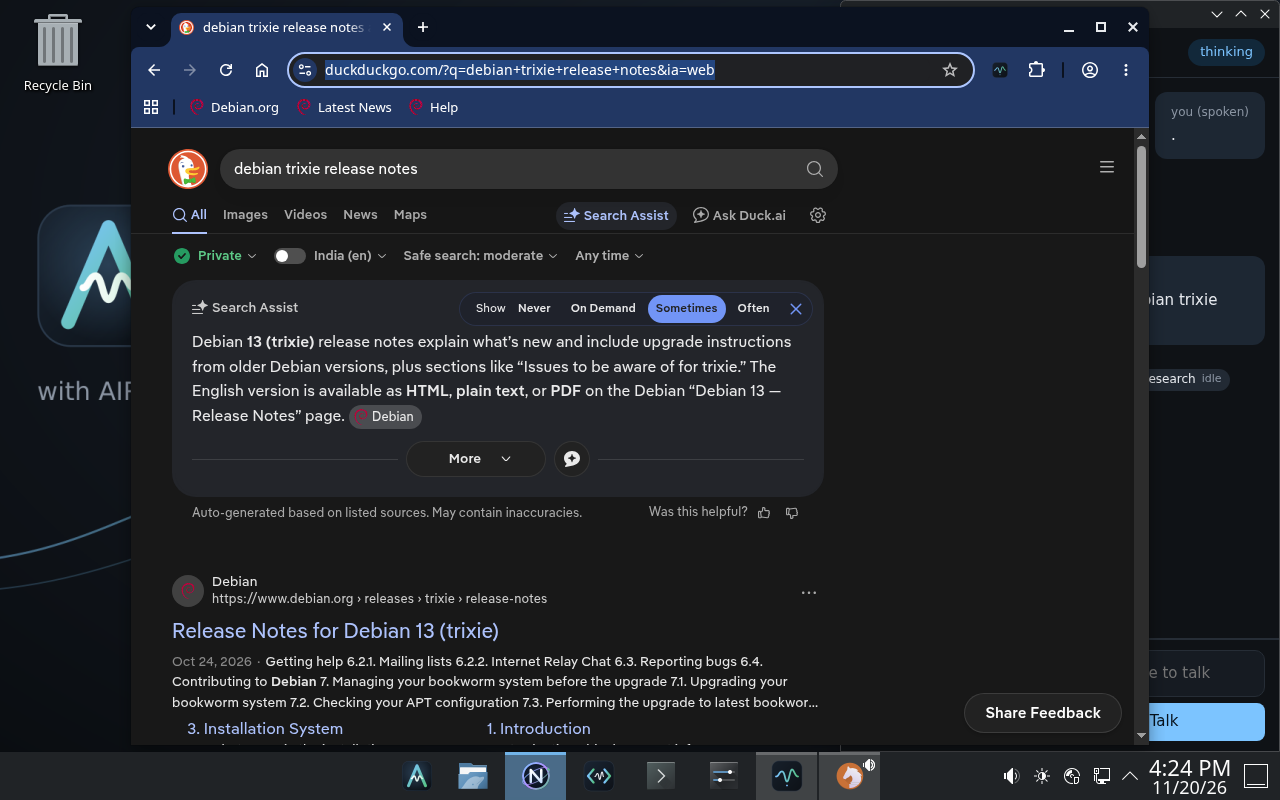 Recycle Bin
with AIR
debian trixie release notes
duckduckgo.com/?q=debian+trixie+release+notes&ia=web
Debian.org
Latest News
Help
debian trixie release notes
All
Images
Videos
News
Maps
Search Assist
Ask Duck.ai
Private
India (en)
Safe search: moderate
Any time
Search Assist
Show
Never
On Demand
Sometimes
Often
Debian 13 (trixie) release notes explain what's new and include upgrade instructions
from older Debian versions, plus sections like “Issues to be aware of for trixie.” The
English version is available as HTML, plain text, or PDF on the Debian “Debian 13 —
Release Notes” page. Debian
More
Auto-generated based on listed sources. May contain inaccuracies.
Was this helpful?
Debian
https://www.debian.org › releases › trixie › release-notes
Release Notes for Debian 13 (trixie)
Oct 24, 2026 · Getting help 6.2.1. Mailing lists 6.2.2. Internet Relay Chat 6.3. Reporting bugs 6.4.
Contributing to Debian 7. Managing your bookworm system before the upgrade 7.1. Upgrading your
bookworm system 7.2. Checking your APT configuration 7.3. Performing the upgrade to latest bookwor...
3. Installation System
1. Introduction
Share Feedback
thinking
you (spoken)
.
trixie
idle
to talk
Talk
4:24 PM
11/20/26